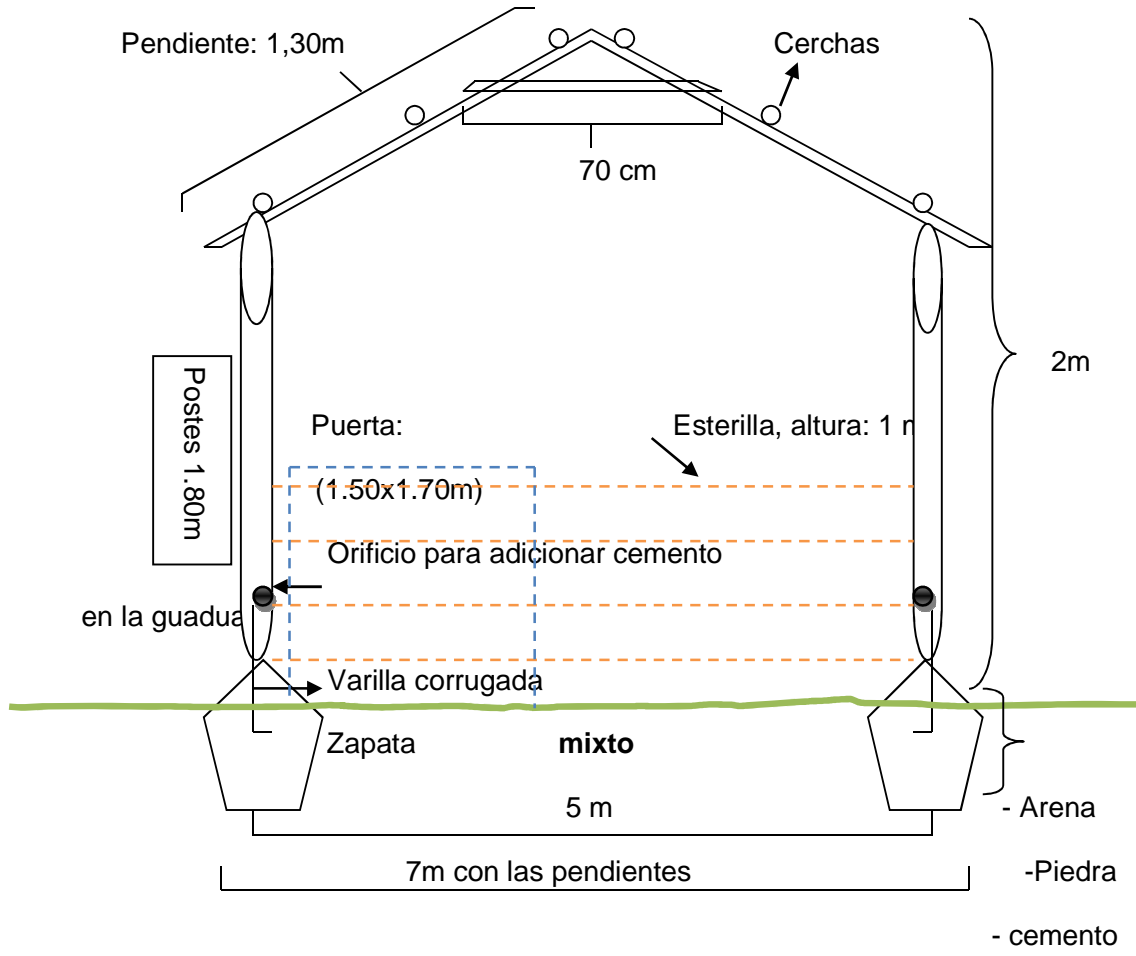 Pendiente: 1,30m
Cerchas
70 cm
2m
Postes 1.80m
Puerta:
(1.50x1.70m)
Esterilla, altura: 1 m
Orificio para adicionar cemento
en la guadua
Varilla corrugada
Zapata
mixto
5 m
- Arena
7m con las pendientes
-Piedra
- cemento